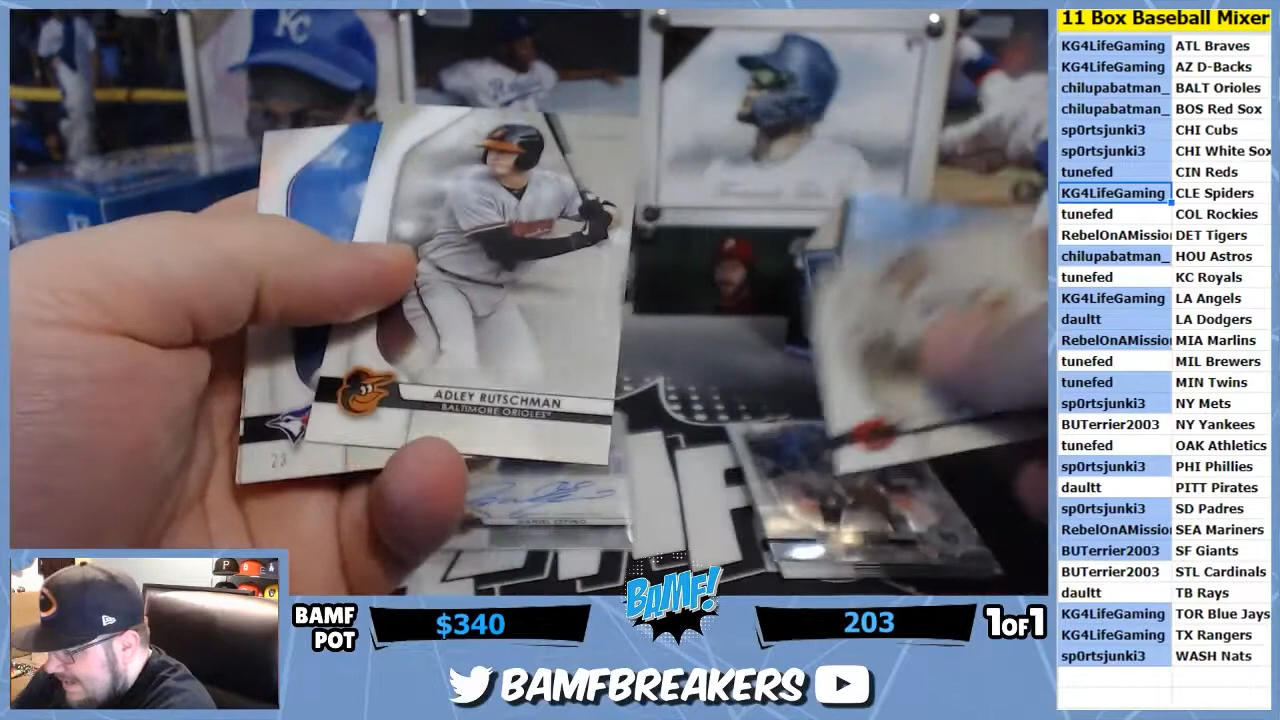 KC
ADLEY RUTSCHMAN
BALTIMORE ORIOLES
23
DANIEL ESPINO
11 Box Baseball Mixer
KG4LifeGaming ATL Braves
KG4LifeGaming AZ D-Backs
chilupabatman_ BALT Orioles
chilupabatman_ BOS Red Sox
sp0rtsjunki3 CHI Cubs
sp0rtsjunki3 CHI White Sox
tunefed CIN Reds
KG4LifeGaming CLE Spiders
tunefed COL Rockies
RebelOnAMissio DET Tigers
chilupabatman_ HOU Astros
tunefed KC Royals
KG4LifeGaming LA Angels
daultt LA Dodgers
RebelOnAMissio MIA Marlins
tunefed MIL Brewers
tunefed MIN Twins
sp0rtsjunki3 NY Mets
BUTerrier2003 NY Yankees
tunefed OAK Athletics
sp0rtsjunki3 PHI Phillies
daultt PITT Pirates
sp0rtsjunki3 SD Padres
RebelOnAMissio SEA Mariners
BUTerrier2003 SF Giants
BUTerrier2003 STL Cardinals
daultt TB Rays
KG4LifeGaming TOR Blue Jays
KG4LifeGaming TX Rangers
sp0rtsjunki3 WASH Nats
BAMF POT $340 BAMF! 203 1OF1
BAMFBREAKERS